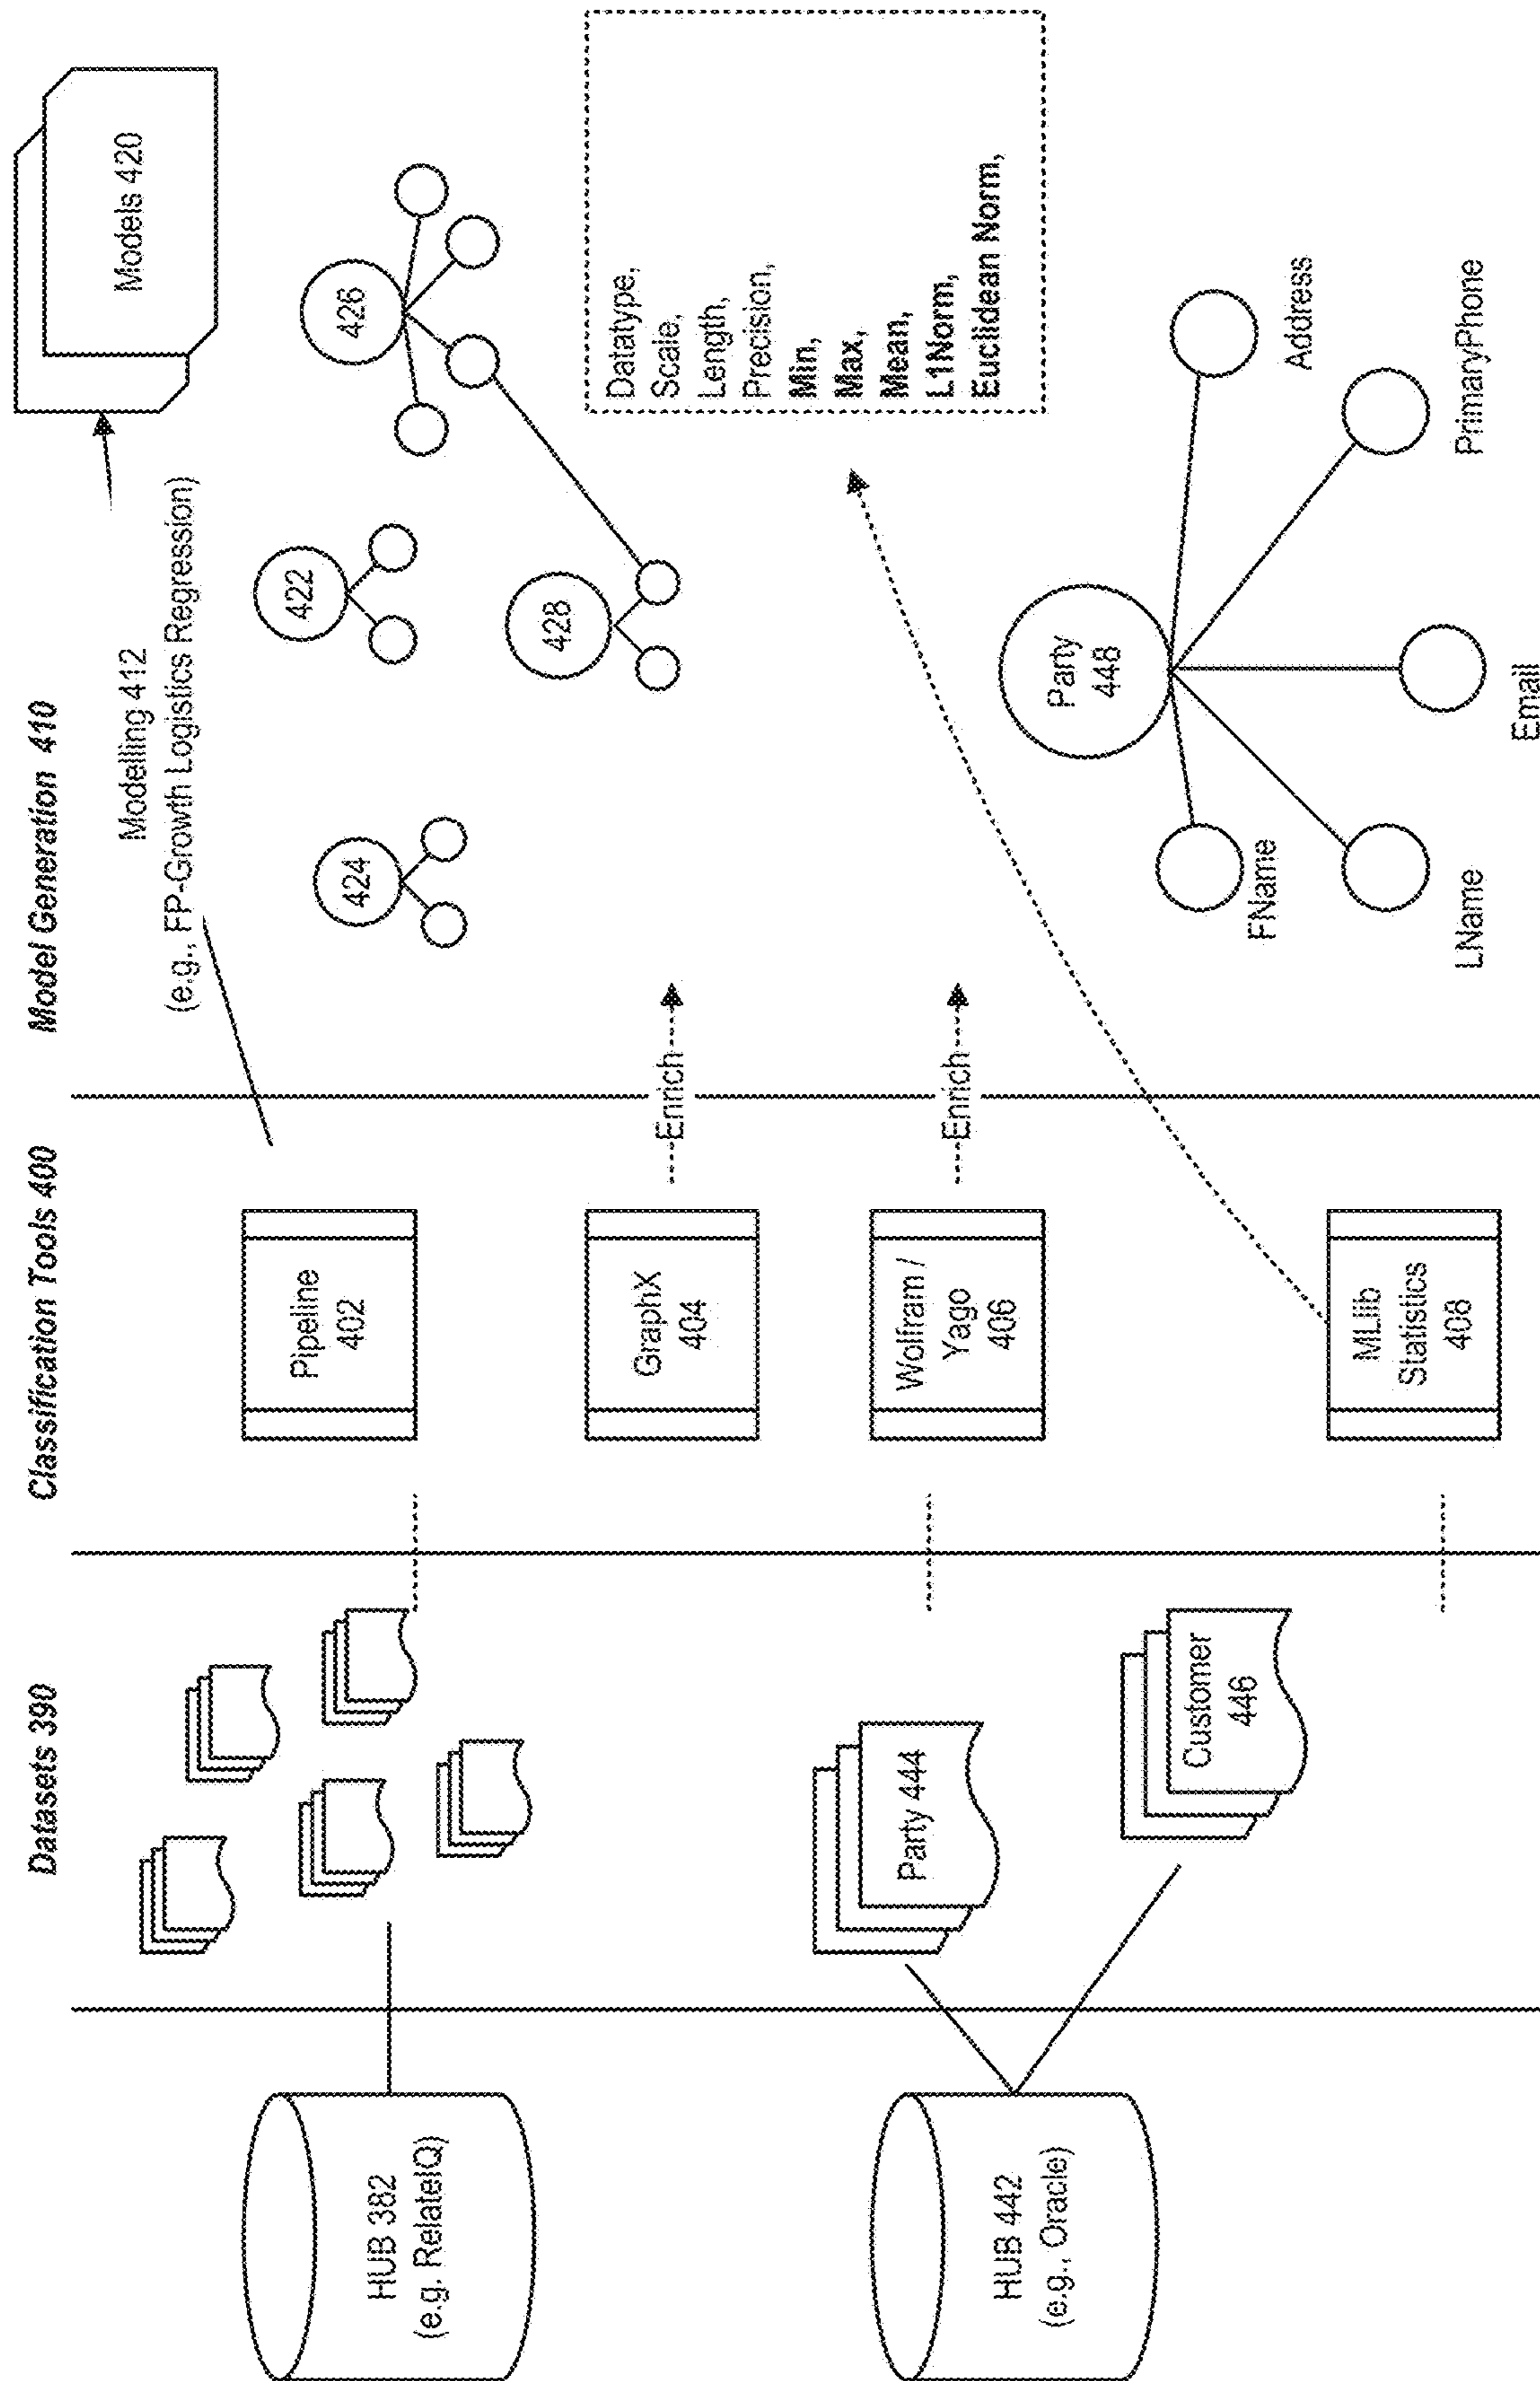 Datasets 390
Classification Tools 400
Model Generation 410
HUB 382
(e.g. RelateIQ)
HUB 442
(e.g., Oracle)
Party 444
Customer
446
Pipeline
402
GraphX
404
Wolfram /
Yago
406
MLlib
Statistics
408
Enrich
Enrich
Modelling 412
(e.g., FP-Growth Logistics Regression)
Models 420
424
422
426
428
Datatype,
Scale,
Length,
Precision,
Min,
Max,
Mean,
L1Norm,
Euclidean Norm,
Party
448
FName
LName
Email
PrimaryPhone
Address